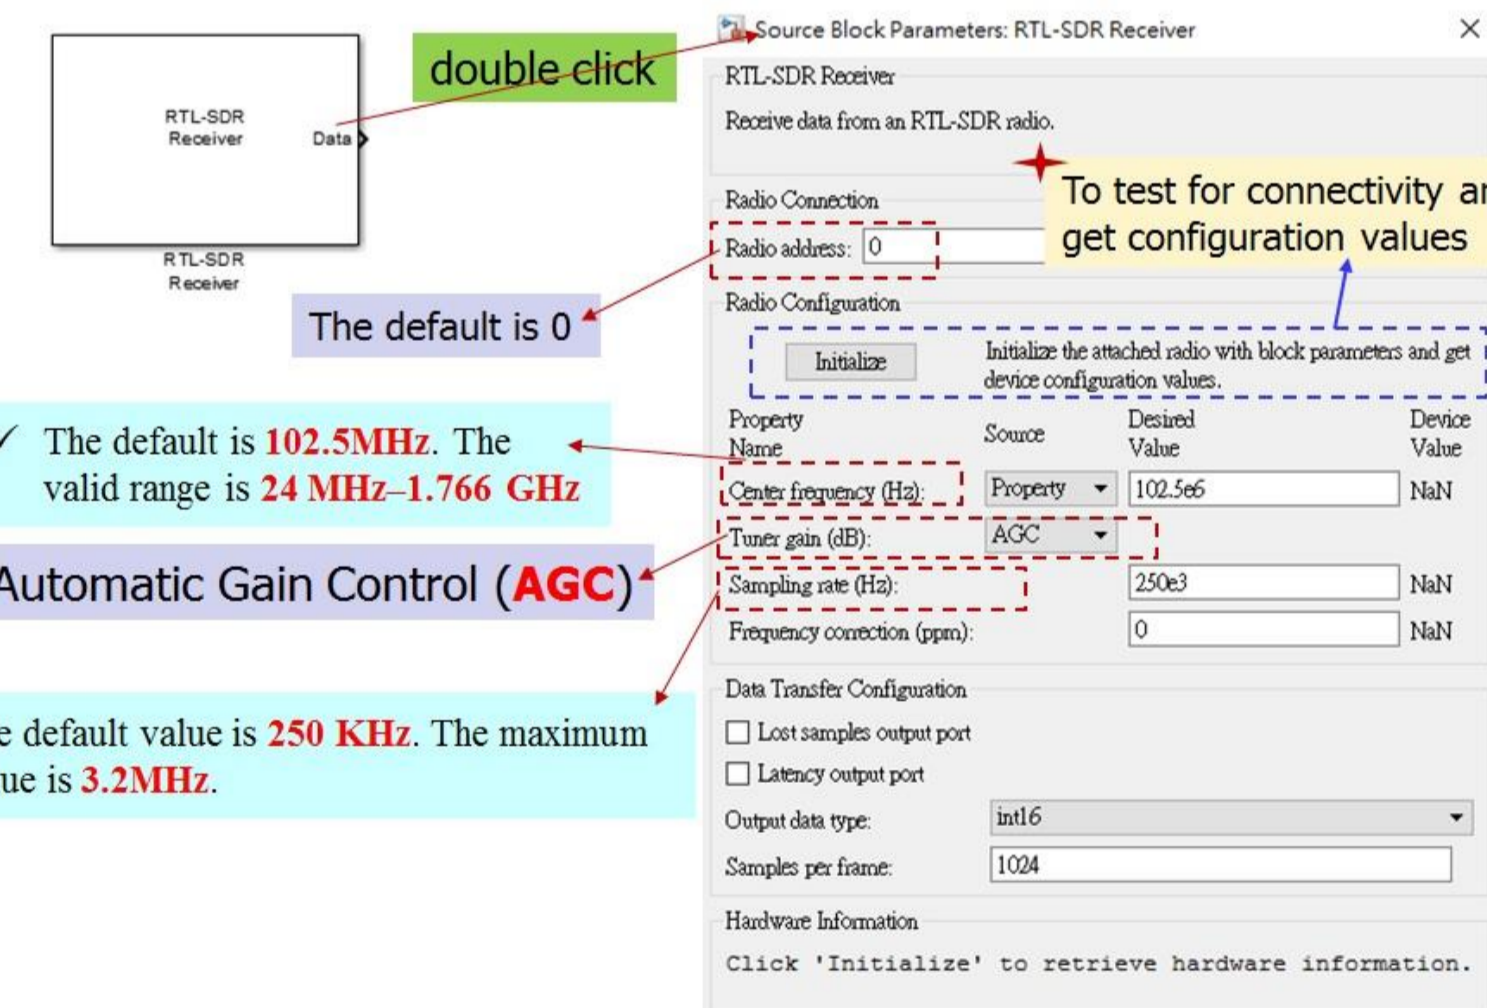 double click
RTL-SDR
Receiver
Data
RTL-SDR
Receiver
The default is 0
✓ The default is 102.5MHz. The
valid range is 24 MHz–1.766 GHz
Automatic Gain Control (AGC)
default value is 250 KHz. The maximum
is 3.2MHz.
Source Block Parameters: RTL-SDR Receiver
RTL-SDR Receiver
Receive data from an RTL-SDR radio.
To test for connectivity
get configuration values
Radio Connection
Radio address: 0
Radio Configuration
Initialize
Initialize the attached radio with block parameters and get
device configuration values.
Property
Name
Source
Desired
Value
Device
Value
Center frequency (Hz): Property 102.5e6 NaN
Tuner gain (dB): AGC
Sampling rate (Hz): 250e3 NaN
Frequency correction (ppm): 0 NaN
Data Transfer Configuration
Lost samples output port
Latency output port
Output data type: int16
Samples per frame: 1024
Hardware Information
Click 'Initialize' to retrieve hardware information.